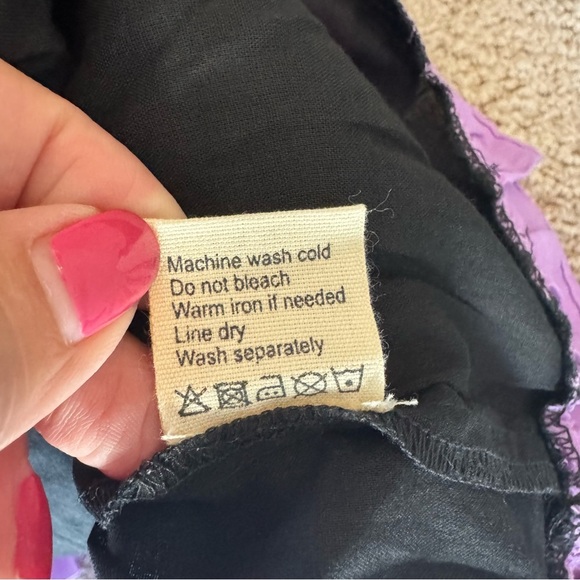 Machine wash cold
Do not bleach
Warm iron if needed
Line dry
Wash separately